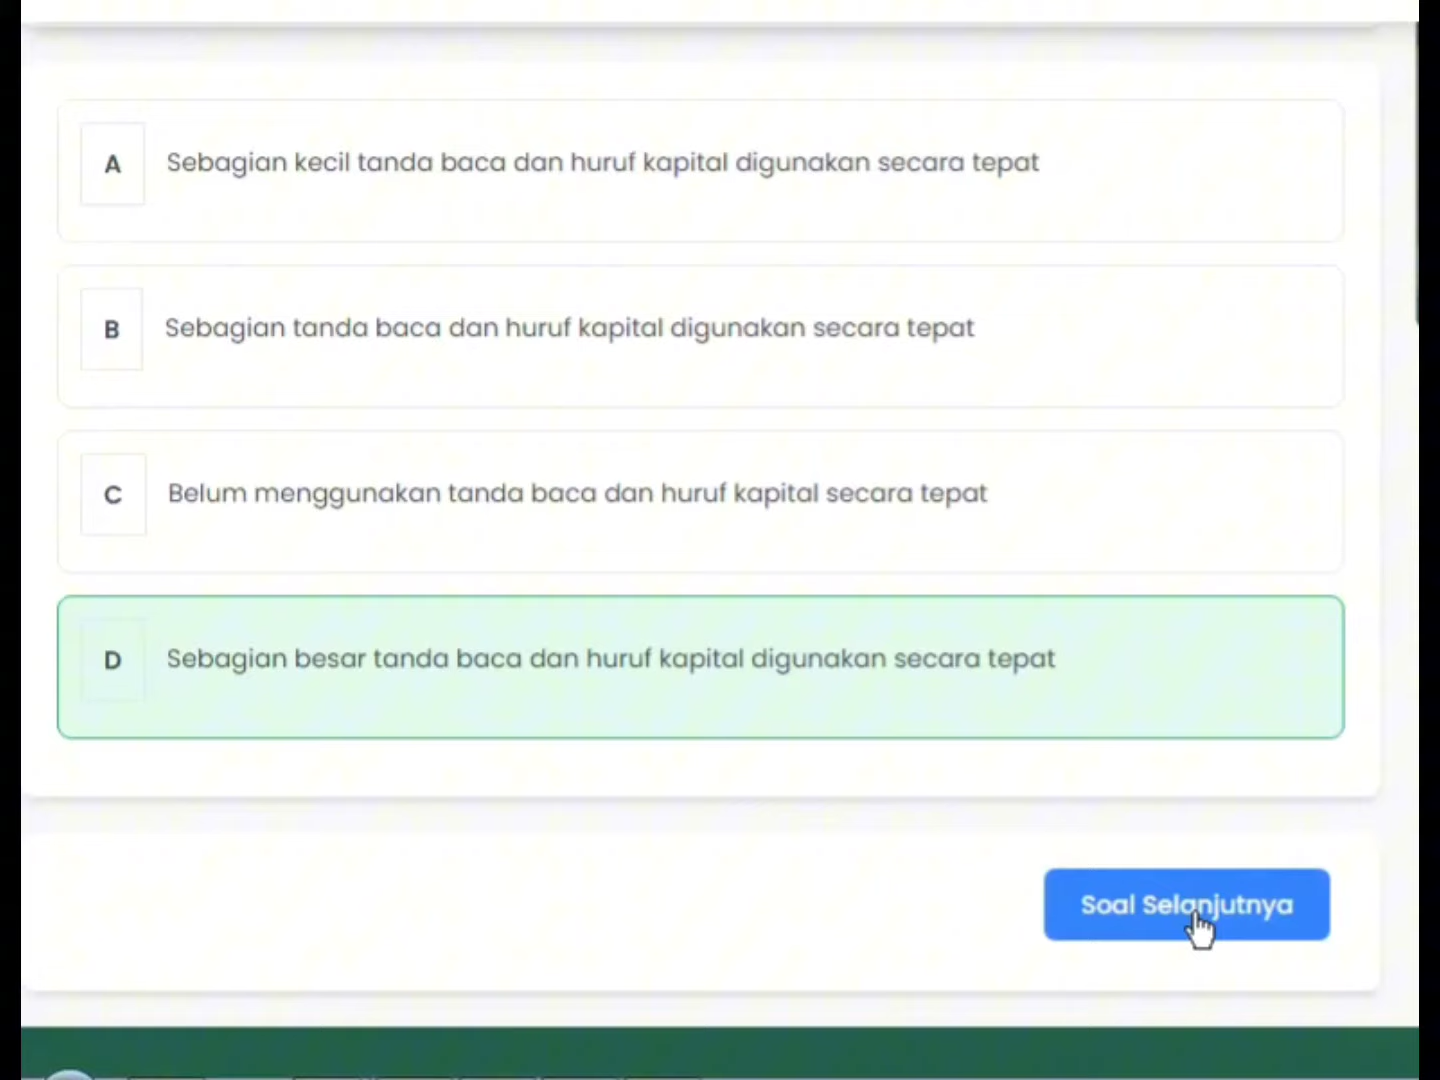 A
Sebagian kecil tanda baca dan huruf kapital digunakan secara tepat
B
Sebagian tanda baca dan huruf kapital digunakan secara tepat
C
Belum menggunakan tanda baca dan huruf kapital secara tepat
D
Sebagian besar tanda baca dan huruf kapital digunakan secara tepat
Soal Selanjutnya